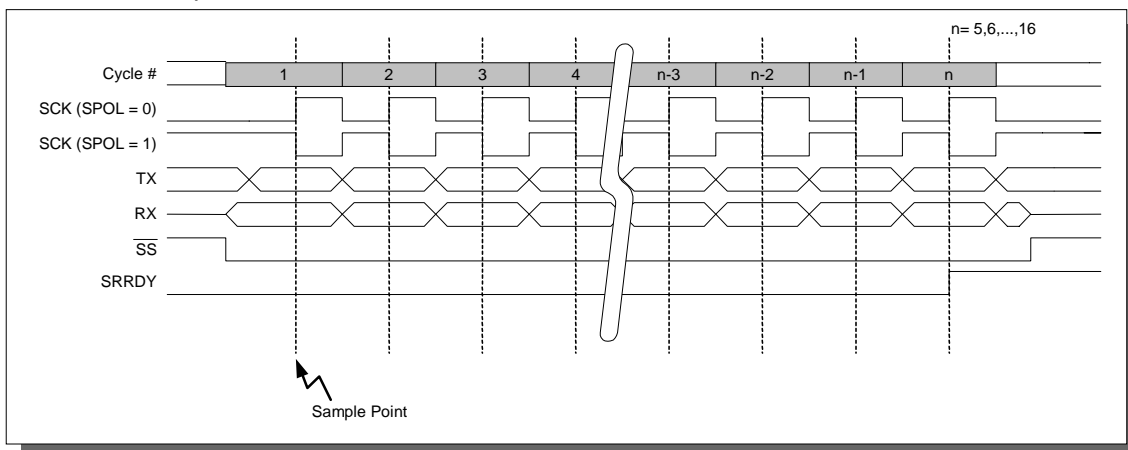 n= 5,6,...,16
Cycle # 1 2 3 4 n-3 n-2 n-1 n
SCK (SPOL = 0)
SCK (SPOL = 1)
TX
RX
SS
SRRDY
Sample Point